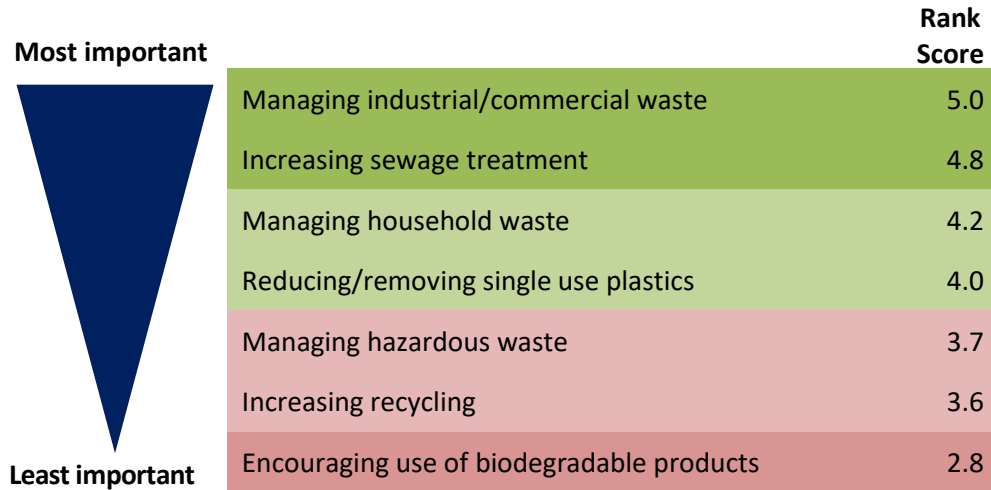 Rank
Score
Most important
Managing industrial/commercial waste 5.0
Increasing sewage treatment 4.8
Managing household waste 4.2
Reducing/removing single use plastics 4.0
Managing hazardous waste 3.7
Increasing recycling 3.6
Encouraging use of biodegradable products 2.8
Least important